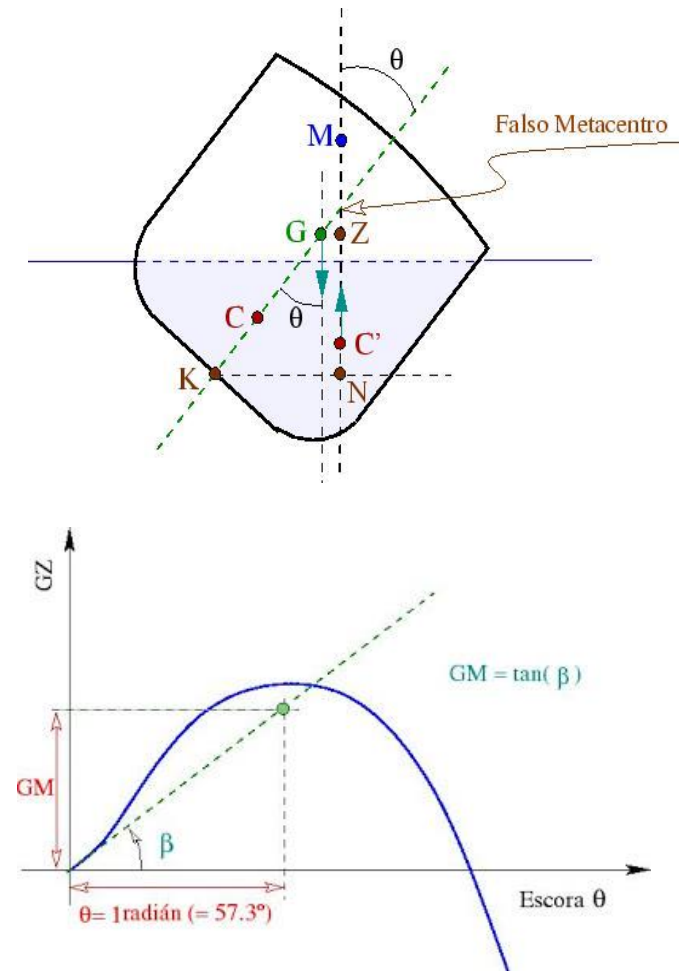 θ
Falso Metacentro
M
G
Z
C
θ
C'
K
N
GZ
GM = tan( β )
GM
β
Escora θ
θ= 1radián (= 57.3º)